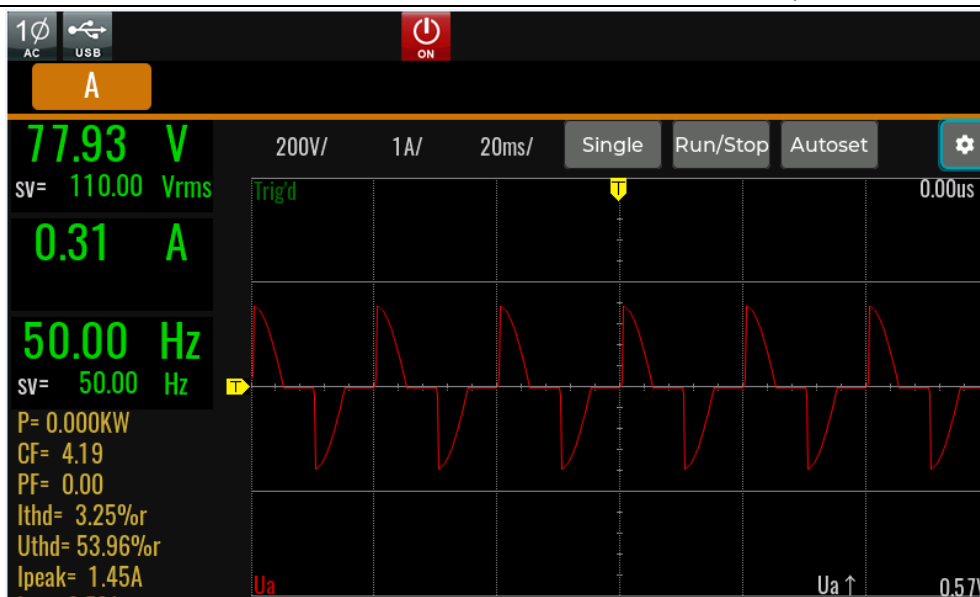 1Ø
AC USB ON
A
77.93 V
sv= 110.00 Vrms
0.31 A
50.00 Hz
sv= 50.00 Hz
P= 0.000KW
CF= 4.19
PF= 0.00
Ithd= 3.25%r
Uthd= 53.96%r
Ipeak= 1.45A
200V/ 1A/ 20ms/ Single Run/Stop Autoset
Trig'd T 0.00us
T
Ua Ua↑ 0.57V